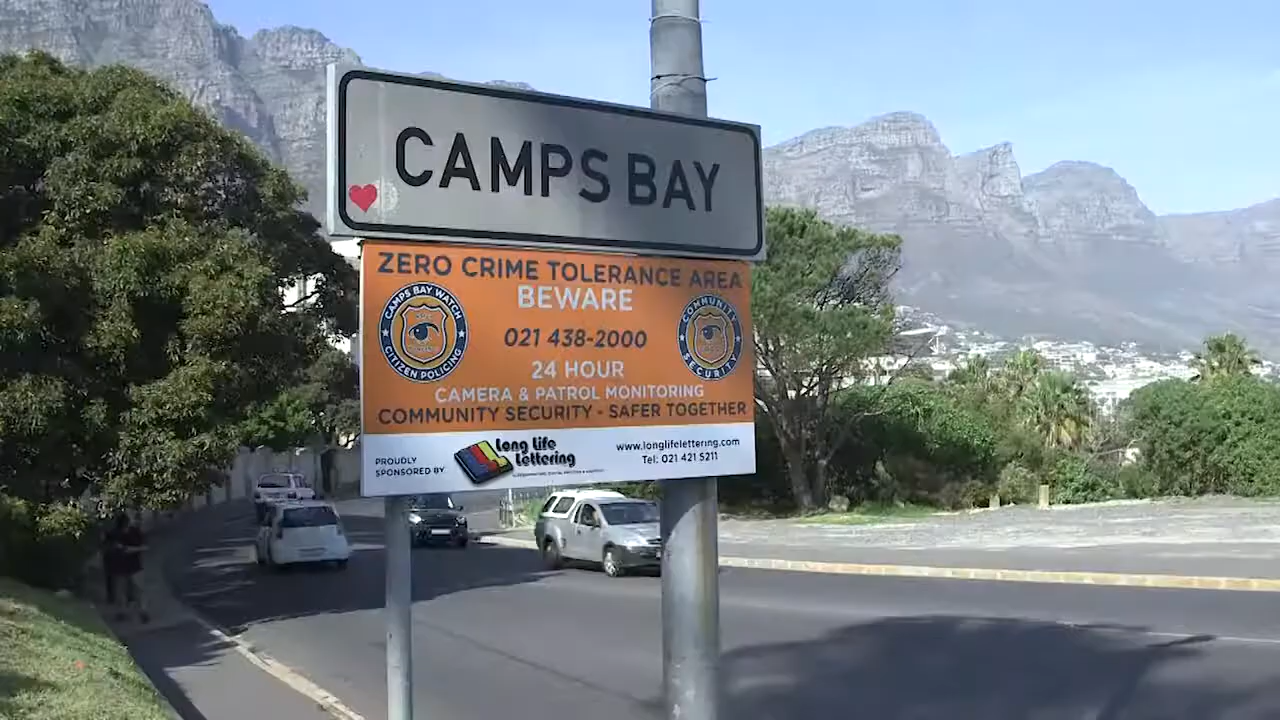 CAMPS BAY
ZERO CRIME TOLERANCE AREA
BEWARE
CAMPS BAY WATCH
CITIZEN POLICING
COMMUNITY
SECURITY
021 438-2000
24 HOUR
CAMERA & PATROL MONITORING
COMMUNITY SECURITY - SAFER TOGETHER
PROUDLY
SPONSORED BY
Long Life
Lettering
www.longlifelettering.com
Tel: 021 421 5211